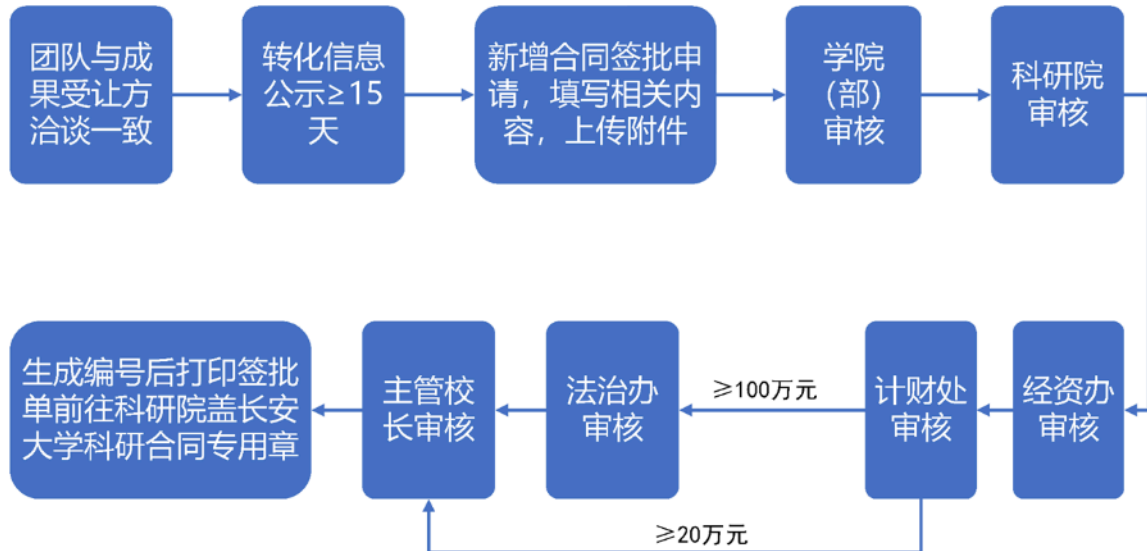 团队与成
果受让方
洽谈一致
转化信息
公示≥15
天
新增合同签批申
请，填写相关内
容，上传附件
学院
（部）
审核
科研院
审核
经资办
审核
计财处
审核
≥100万元
法治办
审核
≥20万元
主管校
长审核
生成编号后打印签批
单前往科研院盖长安
大学科研合同专用章